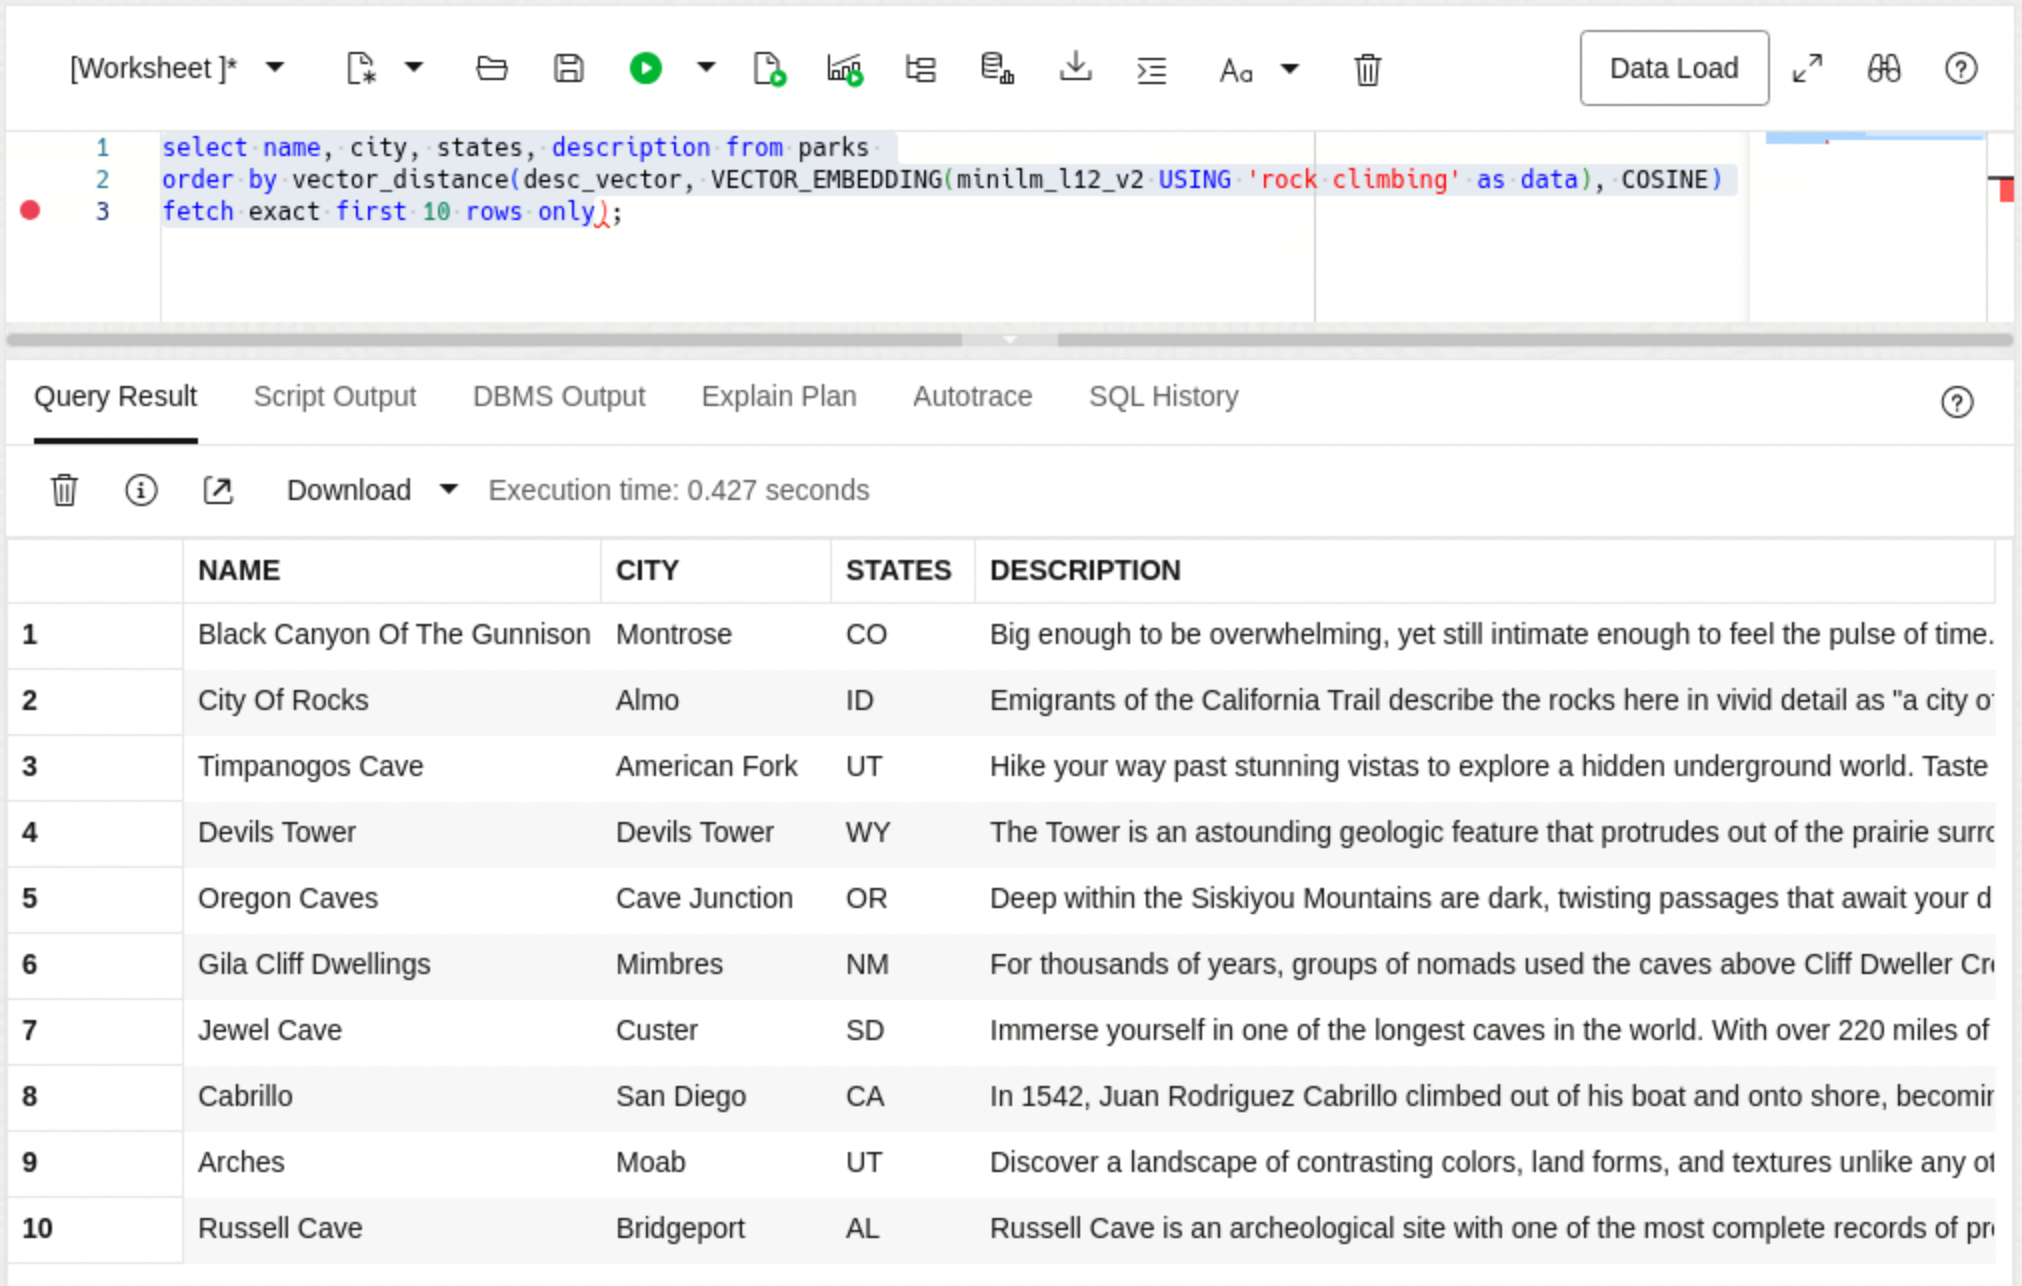 [Worksheet ]* Aa Data Load
1 select name, city, states, description from parks
2 order by vector_distance(desc_vector, VECTOR_EMBEDDING(minilm_l12_v2 USING 'rock climbing' as data), COSINE)
3 fetch exact first 10 rows only);
Query Result Script Output DBMS Output Explain Plan Autotrace SQL History
Download Execution time: 0.427 seconds
NAME CITY STATES DESCRIPTION
1 Black Canyon Of The Gunnison Montrose CO Big enough to be overwhelming, yet still intimate enough to feel the pulse of time.
2 City Of Rocks Almo ID Emigrants of the California Trail describe the rocks here in vivid detail as "a city of
3 Timpanogos Cave American Fork UT Hike your way past stunning vistas to explore a hidden underground world. Taste
4 Devils Tower Devils Tower WY The Tower is an astounding geologic feature that protrudes out of the prairie surro
5 Oregon Caves Cave Junction OR Deep within the Siskiyou Mountains are dark, twisting passages that await your d
6 Gila Cliff Dwellings Mimbres NM For thousands of years, groups of nomads used the caves above Cliff Dweller Cre
7 Jewel Cave Custer SD Immerse yourself in one of the longest caves in the world. With over 220 miles of
8 Cabrillo San Diego CA In 1542, Juan Rodriguez Cabrillo climbed out of his boat and onto shore, becomin
9 Arches Moab UT Discover a landscape of contrasting colors, land forms, and textures unlike any ot
10 Russell Cave Bridgeport AL Russell Cave is an archeological site with one of the most complete records of pre